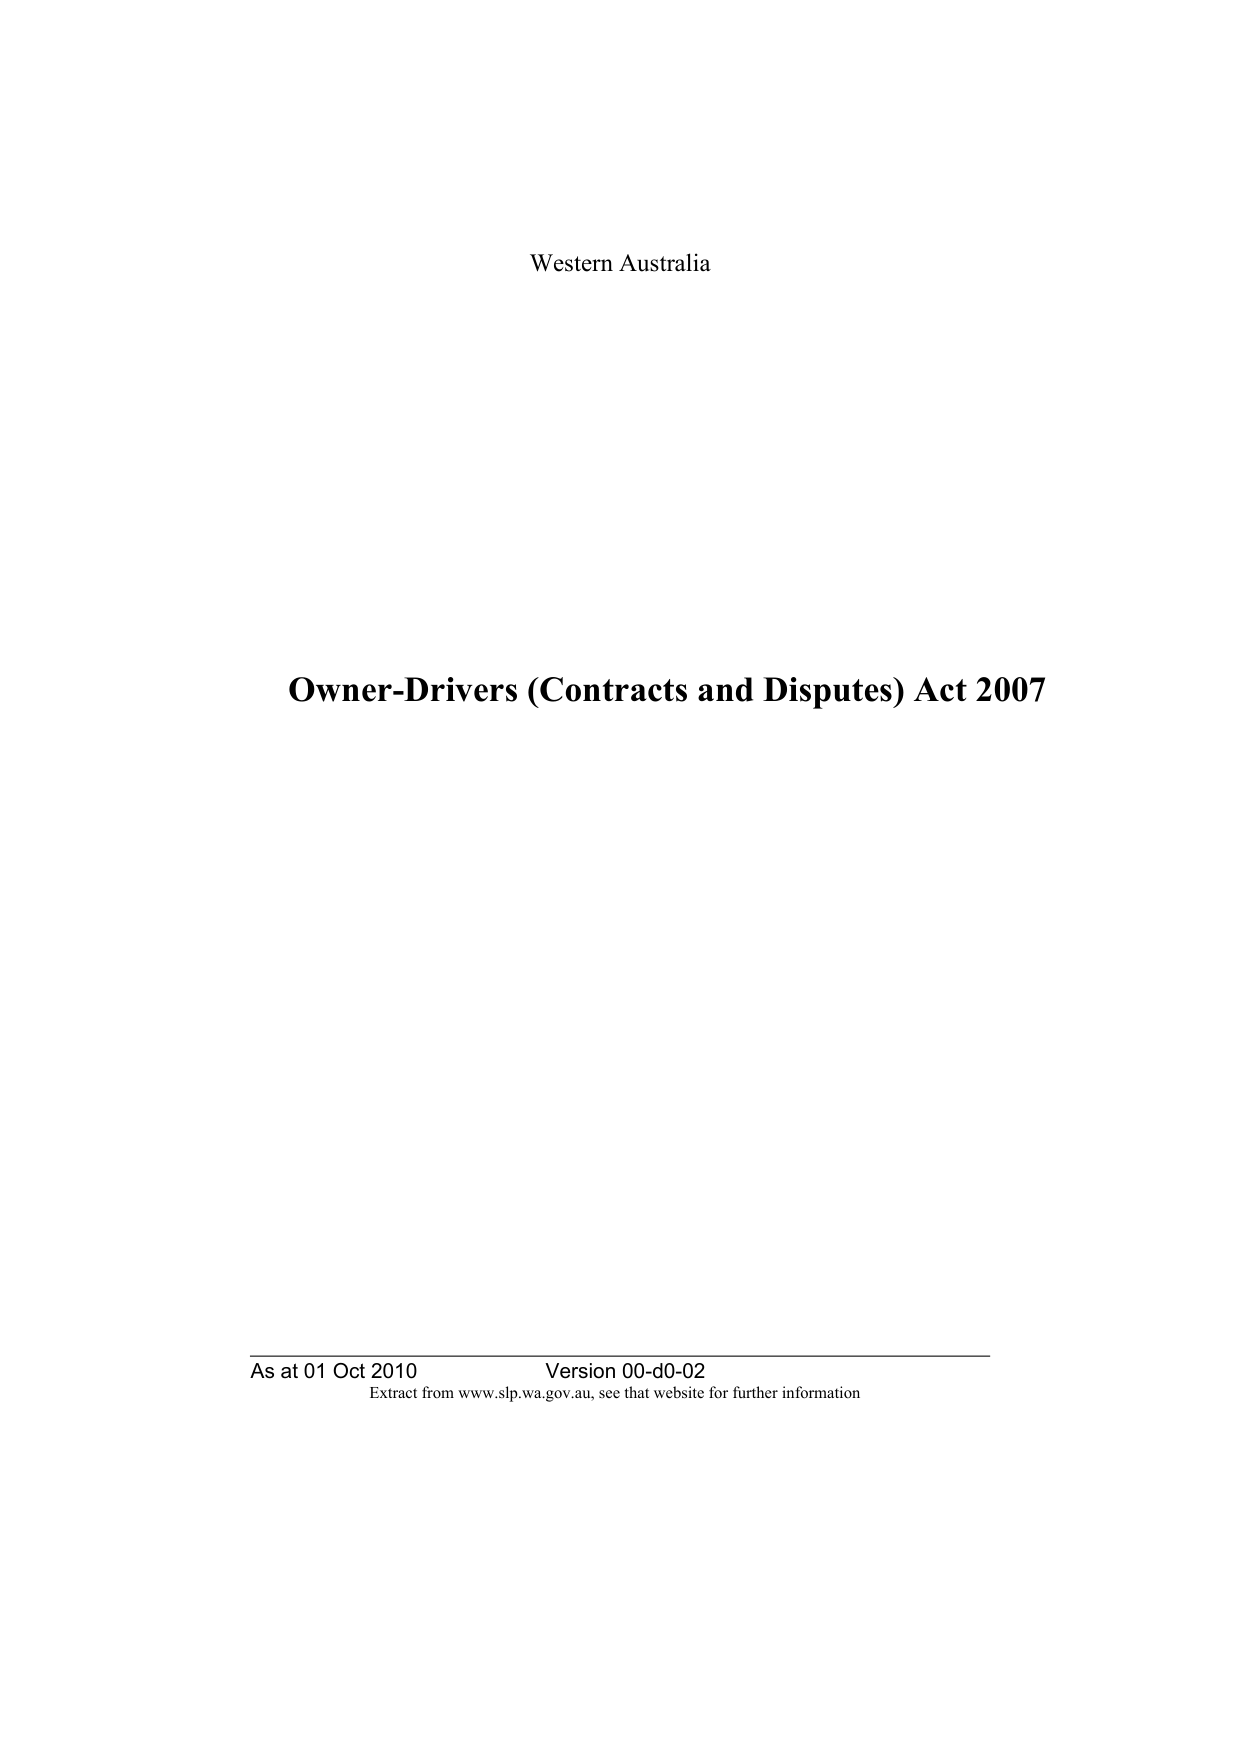 Western Australia
Owner-Drivers (Contracts and Disputes) Act 2007
As at 01 Oct 2010 Version 00-d0-02
Extract from www.slp.wa.gov.au, see that website for further information